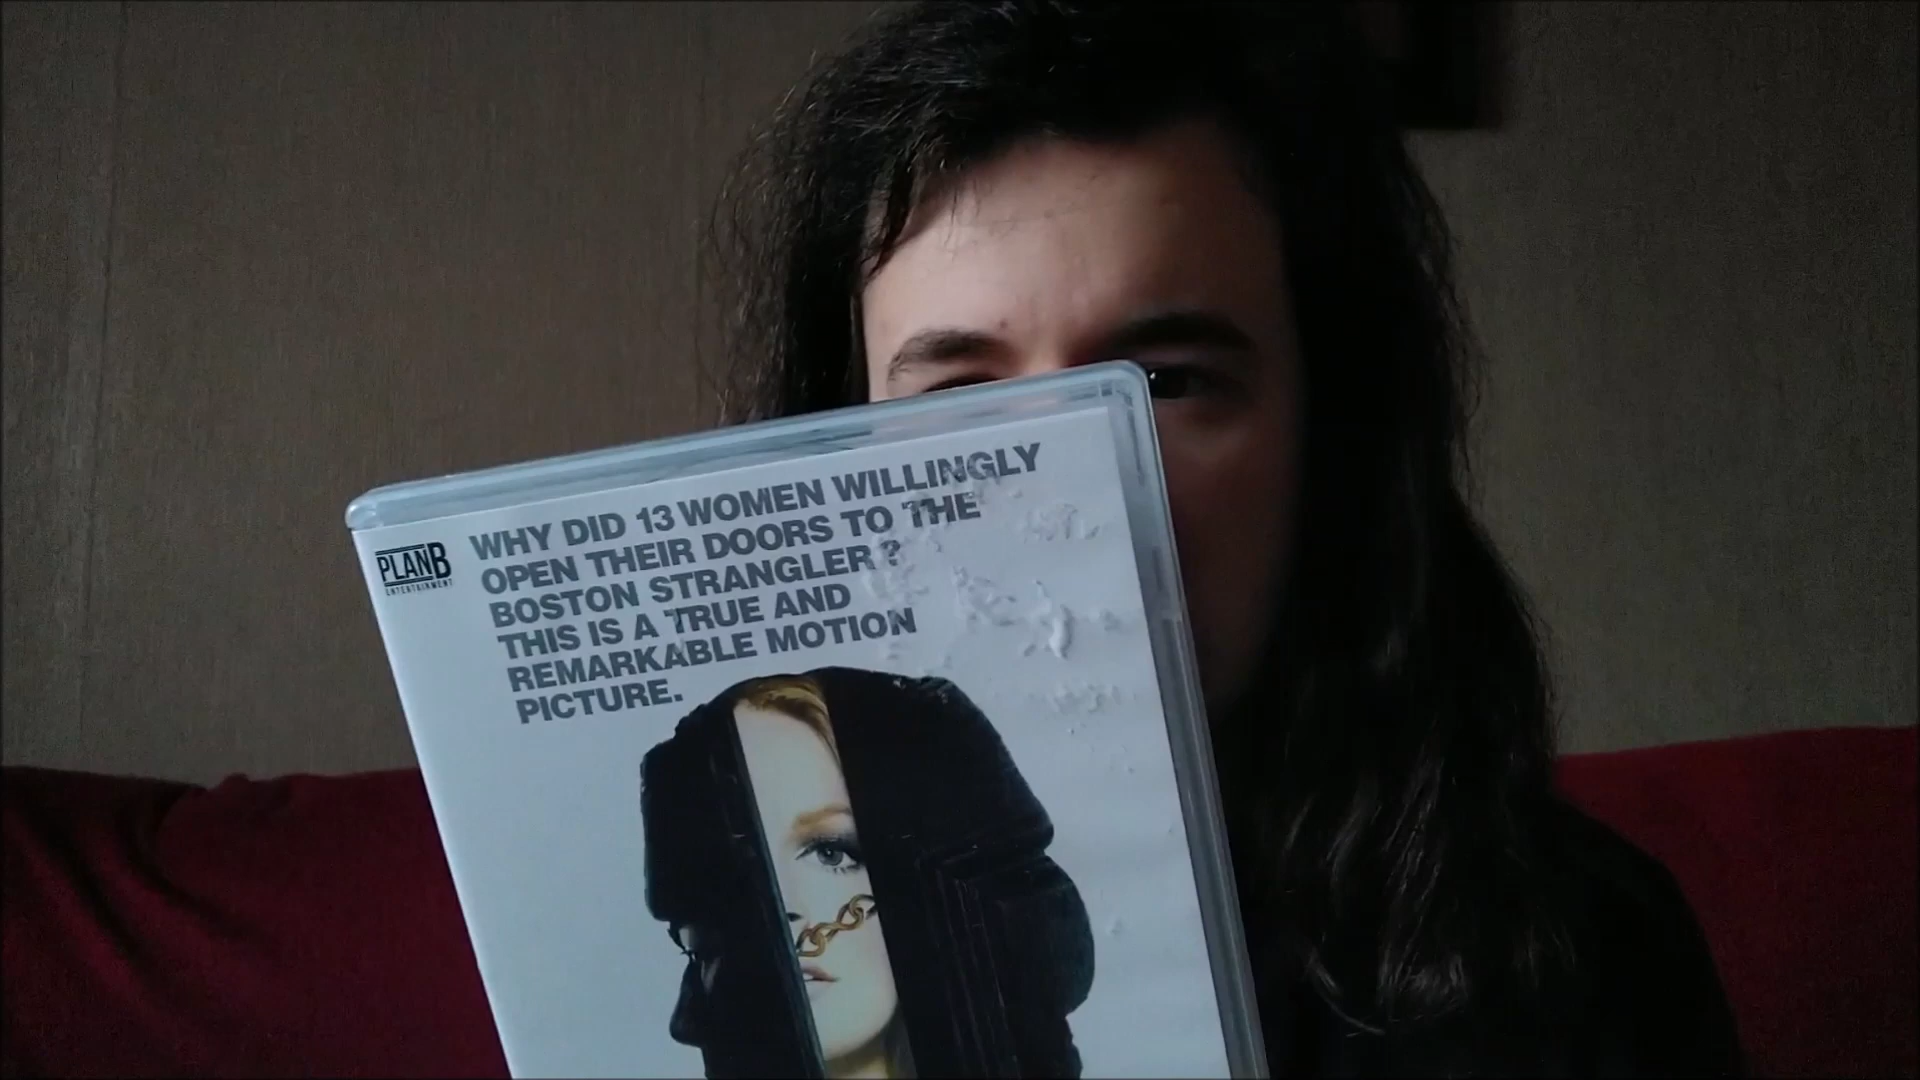 PLAN B
ENTERTAINMENT
WHY DID 13 WOMEN WILLINGLY
OPEN THEIR DOORS TO THE
BOSTON STRANGLER?
THIS IS A TRUE AND
REMARKABLE MOTION
PICTURE.